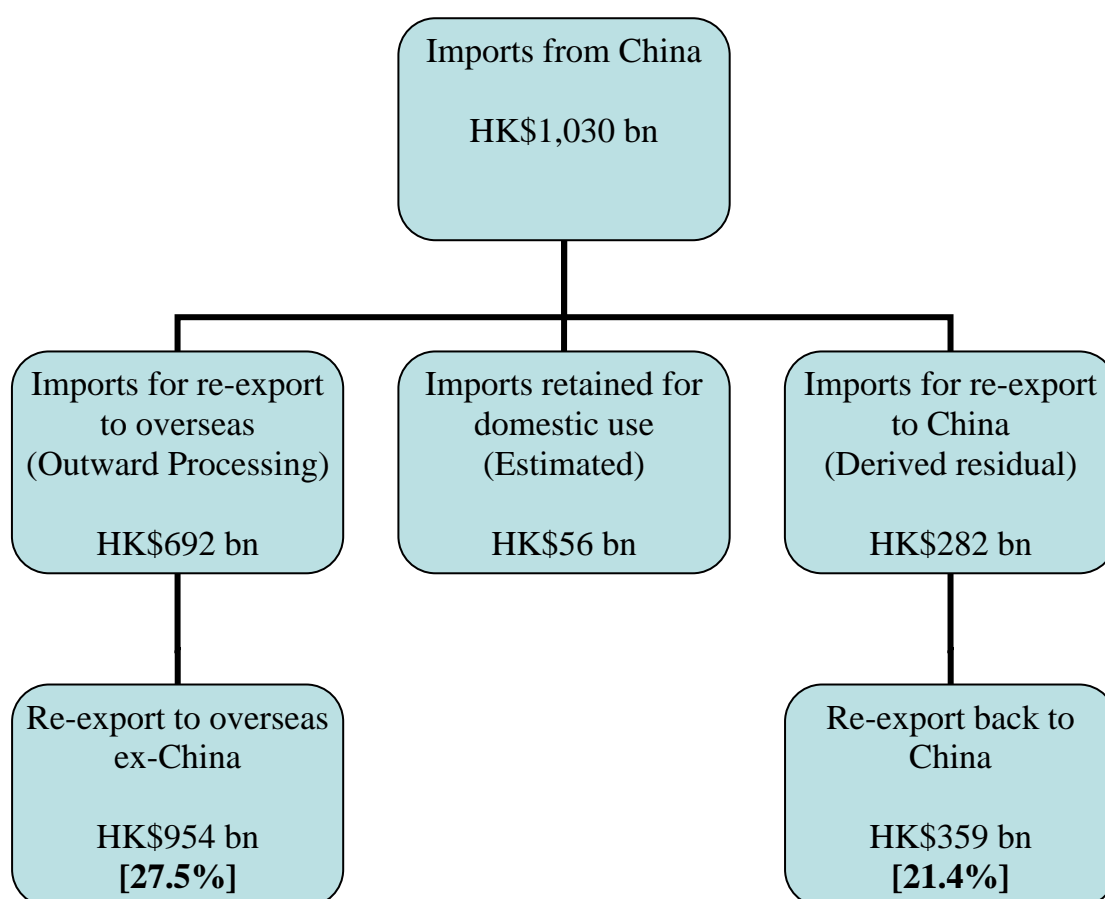 Imports from China
HK$1,030 bn
Imports for re-export
to overseas
(Outward Processing)
HK$692 bn
Imports retained for
domestic use
(Estimated)
HK$56 bn
Imports for re-export
to China
(Derived residual)
HK$282 bn
Re-export to overseas
ex-China
HK$954 bn
[27.5%]
Re-export back to
China
HK$359 bn
[21.4%]